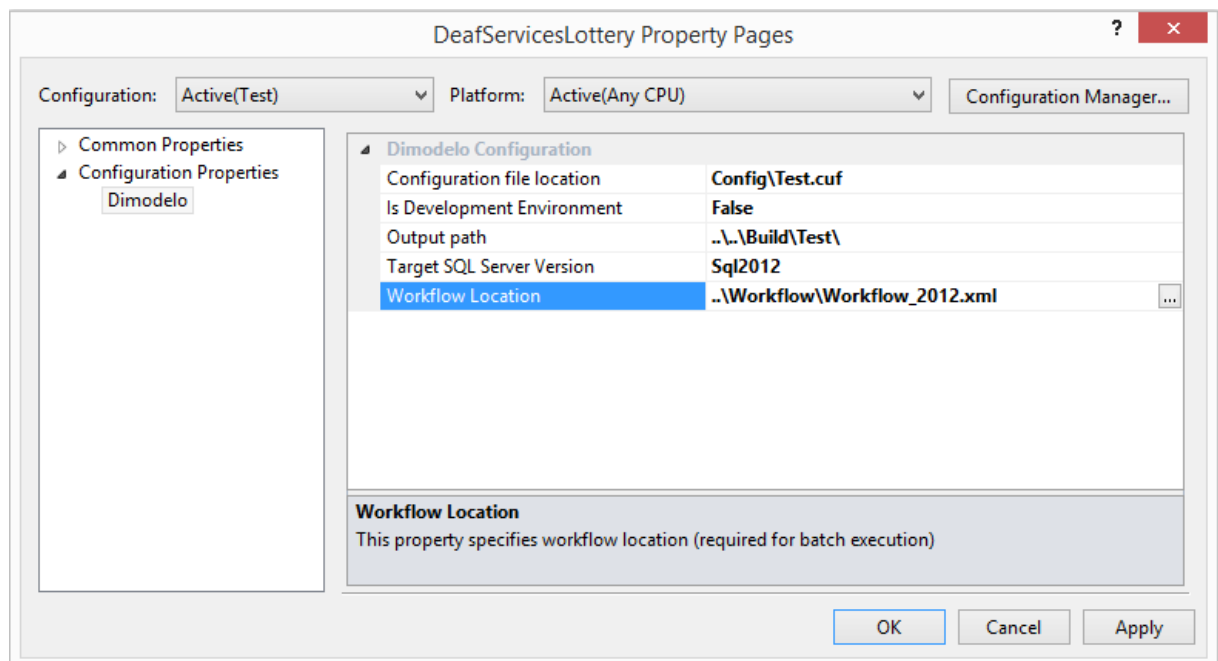 DeafServicesLottery Property Pages
?
Configuration: Active(Test) Platform: Active(Any CPU) Configuration Manager...
Common Properties
Configuration Properties
Dimodelo
Dimodelo Configuration
Configuration file location Config\Test.cuf
Is Development Environment False
Output path ..\..\Build\Test\
Target SQL Server Version Sql2012
Workflow Location ..\Workflow\Workflow_2012.xml ...
Workflow Location
This property specifies workflow location (required for batch execution)
OK Cancel Apply